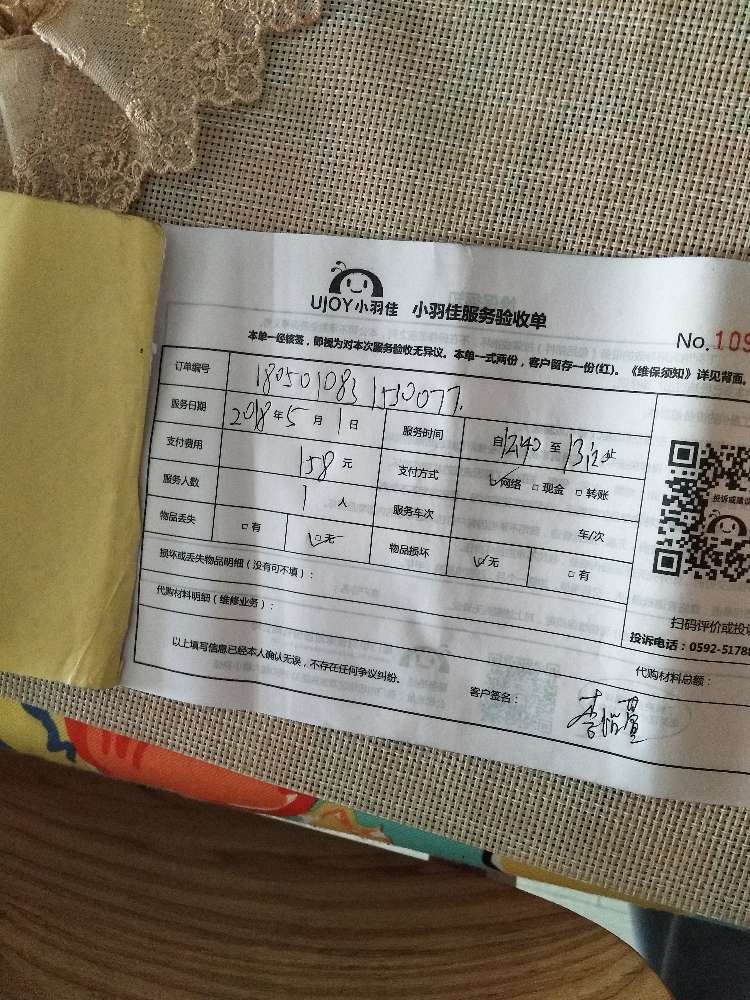 UJOY小羽佳 小羽佳服务验收单
No.109
本单一经核签，即视为对本次服务验收无异议。本单一式两份，客户留存一份(红)。《维保须知》详见背面。
订单编号 1805010831530077
服务日期 2018年5月1日 服务时间 自12:40至13:12止
支付费用 158元 支付方式 网络 现金 转账
服务人数 1人 服务车次 车/次
物品丢失 有 无 物品损坏 无 有
投诉或建议
损坏或丢失物品明细（没有可不填）：
扫码评价或投诉
代购材料明细（维修业务）：
投诉电话：0592-5178
代购材料总额：
以上填写信息已经本人确认无误，不存在任何争议纠纷。
客户签名：